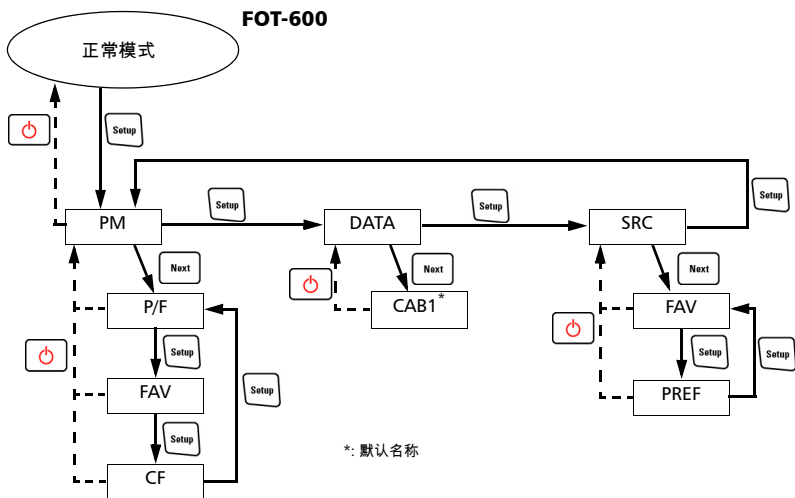 FOT-600
正常模式
Setup
Setup
Setup
Setup
PM
DATA
SRC
Next
Next
Next
P/F
CAB1*
FAV
Setup
Setup
Setup
Setup
FAV
PREF
Setup
*: 默认名称
CF